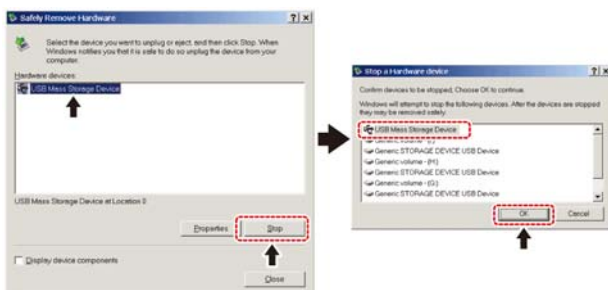 Safely Remove Hardware
Select the device you want to unplug or eject, and then click Stop. When
Windows notifies you that it is safe to do so unplug the device from your
computer.
Hardware devices:
USB Mass Storage Device
USB Mass Storage Device at Location 0
Properties
Stop
Display device components
Close
Stop a Hardware device
Confirm devices to be stopped, Choose OK to continue.
Windows will attempt to stop the following devices. After the devices are stopped
they may be removed safely.
USB Mass Storage Device
Generic volume -
Generic STORAGE DEVICE USB Device
Generic volume - (H:)
Generic STORAGE DEVICE USB Device
Generic volume - (G:)
Generic STORAGE DEVICE USB Device
OK
Cancel